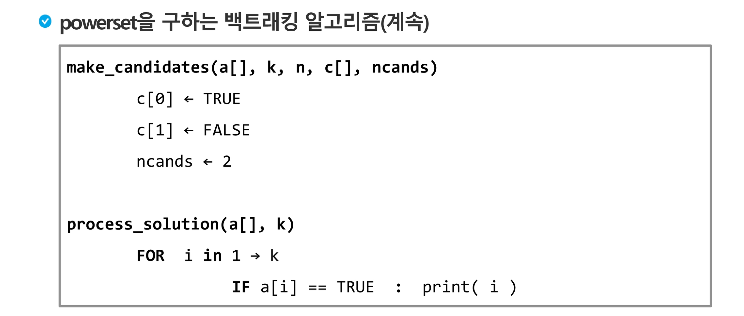 powerset을 구하는 백트래킹 알고리즘(계속)
make_candidates(a[], k, n, c[], ncands)
c[0] ← TRUE
c[1] ← FALSE
ncands ← 2
process_solution(a[], k)
FOR i in 1 → k
IF a[i] == TRUE : print( i )